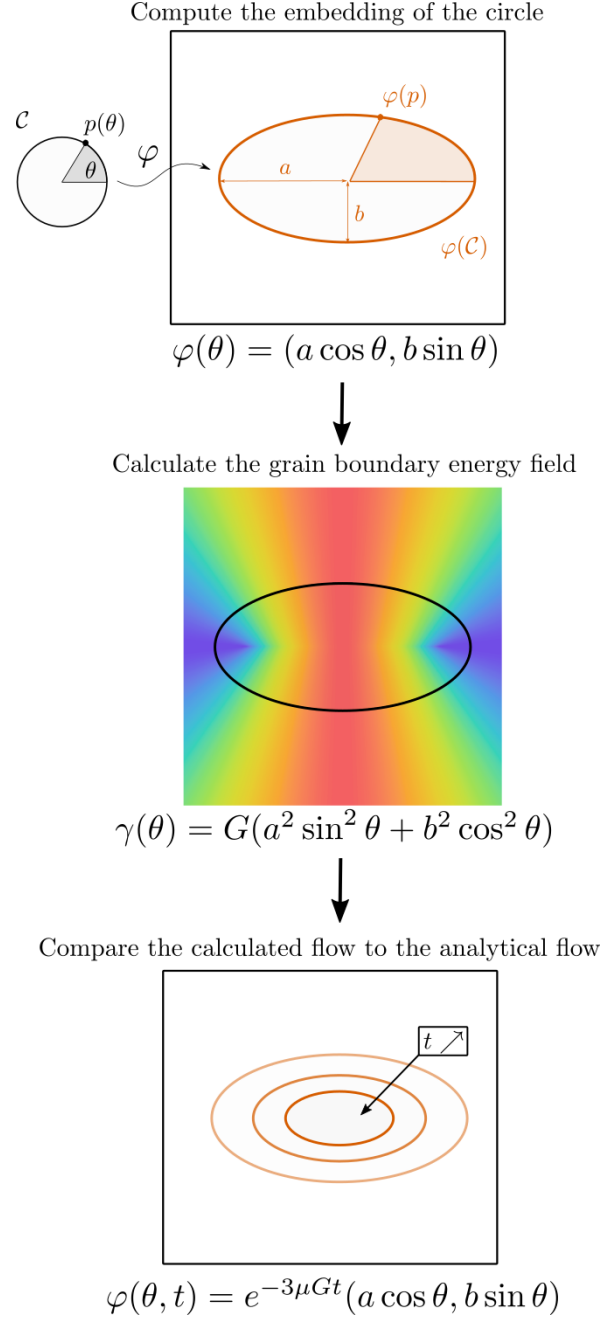 Compute the embedding of the circle
𝒞
p(θ)
θ
φ
φ(p)
a
b
φ(𝒞)
φ(θ) = (a cos θ, b sin θ)
Calculate the grain boundary energy field
γ(θ) = G(a² sin² θ + b² cos² θ)
Compare the calculated flow to the analytical flow
t ↗
φ(θ, t) = e^{−3μGt}(a cos θ, b sin θ)